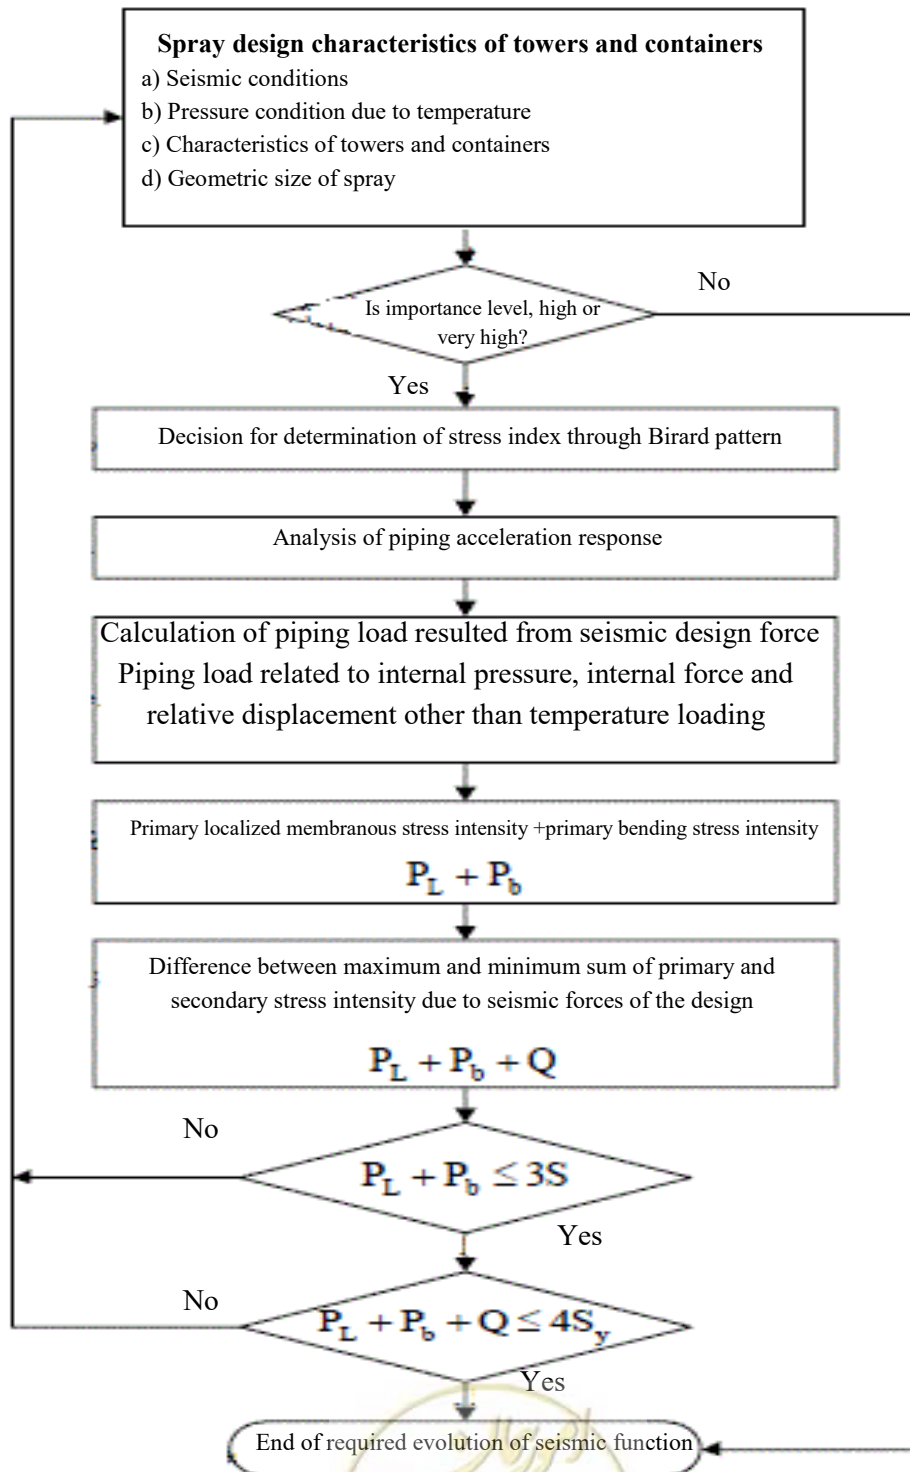 Spray design characteristics of towers and containers
a) Seismic conditions
b) Pressure condition due to temperature
c) Characteristics of towers and containers
d) Geometric size of spray
No
Is importance level, high or
very high?
Yes
Decision for determination of stress index through Birard pattern
Analysis of piping acceleration response
Calculation of piping load resulted from seismic design force
Piping load related to internal pressure, internal force and
relative displacement other than temperature loading
Primary localized membranous stress intensity +primary bending stress intensity
P_L + P_b
Difference between maximum and minimum sum of primary and
secondary stress intensity due to seismic forces of the design
P_L + P_b + Q
No
P_L + P_b ≤ 3S
Yes
No
P_L + P_b + Q ≤ 4S_y
Yes
End of required evolution of seismic function